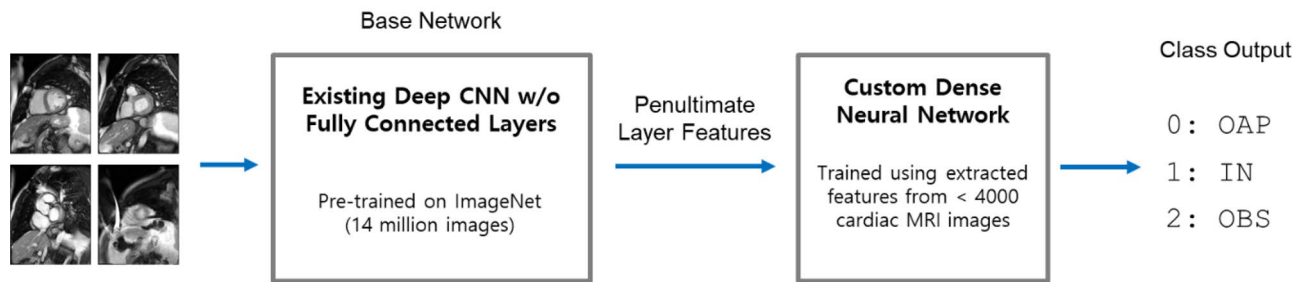 Base Network
Existing Deep CNN w/o
Fully Connected Layers
Pre-trained on ImageNet
(14 million images)
Penultimate
Layer Features
Custom Dense
Neural Network
Trained using extracted
features from < 4000
cardiac MRI images
Class Output
0: OAP
1: IN
2: OBS